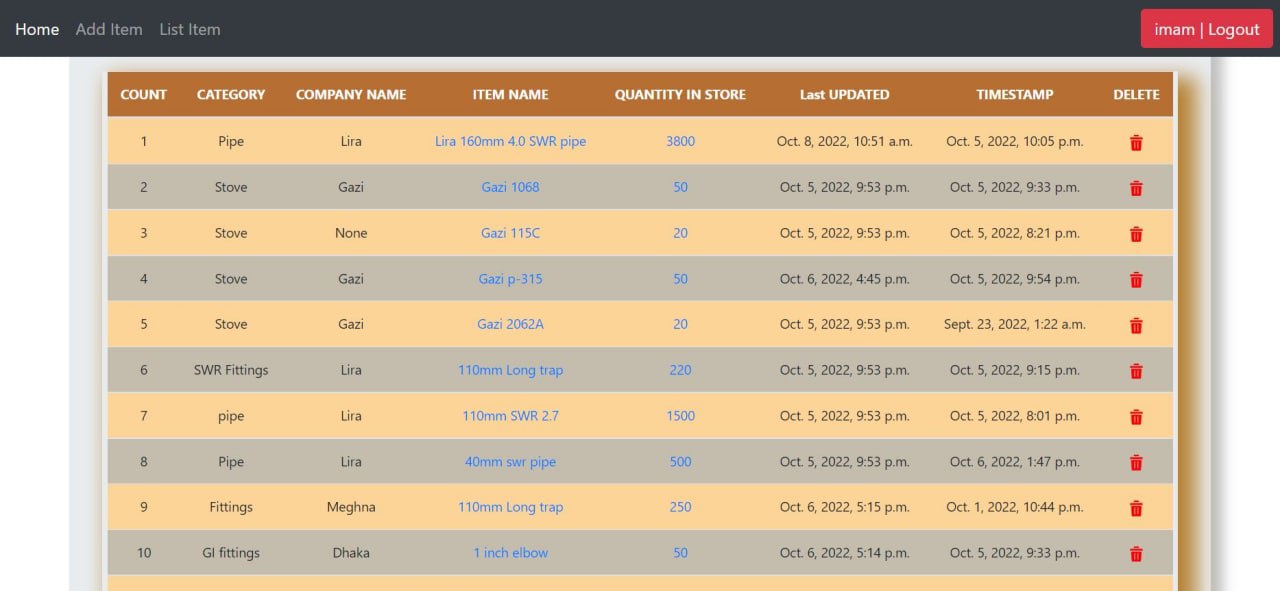 Home Add Item List Item imam | Logout
COUNT CATEGORY COMPANY NAME ITEM NAME QUANTITY IN STORE Last UPDATED TIMESTAMP DELETE
1 Pipe Lira Lira 160mm 4.0 SWR pipe 3800 Oct. 8, 2022, 10:51 a.m. Oct. 5, 2022, 10:05 p.m.
2 Stove Gazi Gazi 1068 50 Oct. 5, 2022, 9:53 p.m. Oct. 5, 2022, 9:33 p.m.
3 Stove None Gazi 115C 20 Oct. 5, 2022, 9:53 p.m. Oct. 5, 2022, 8:21 p.m.
4 Stove Gazi Gazi p-315 50 Oct. 6, 2022, 4:45 p.m. Oct. 5, 2022, 9:54 p.m.
5 Stove Gazi Gazi 2062A 20 Oct. 5, 2022, 9:53 p.m. Sept. 23, 2022, 1:22 a.m.
6 SWR Fittings Lira 110mm Long trap 220 Oct. 5, 2022, 9:53 p.m. Oct. 5, 2022, 9:15 p.m.
7 pipe Lira 110mm SWR 2.7 1500 Oct. 5, 2022, 9:53 p.m. Oct. 5, 2022, 8:01 p.m.
8 Pipe Lira 40mm swr pipe 500 Oct. 5, 2022, 9:53 p.m. Oct. 6, 2022, 1:47 p.m.
9 Fittings Meghna 110mm Long trap 250 Oct. 6, 2022, 5:15 p.m. Oct. 1, 2022, 10:44 p.m.
10 GI fittings Dhaka 1 inch elbow 50 Oct. 6, 2022, 5:14 p.m. Oct. 5, 2022, 9:33 p.m.